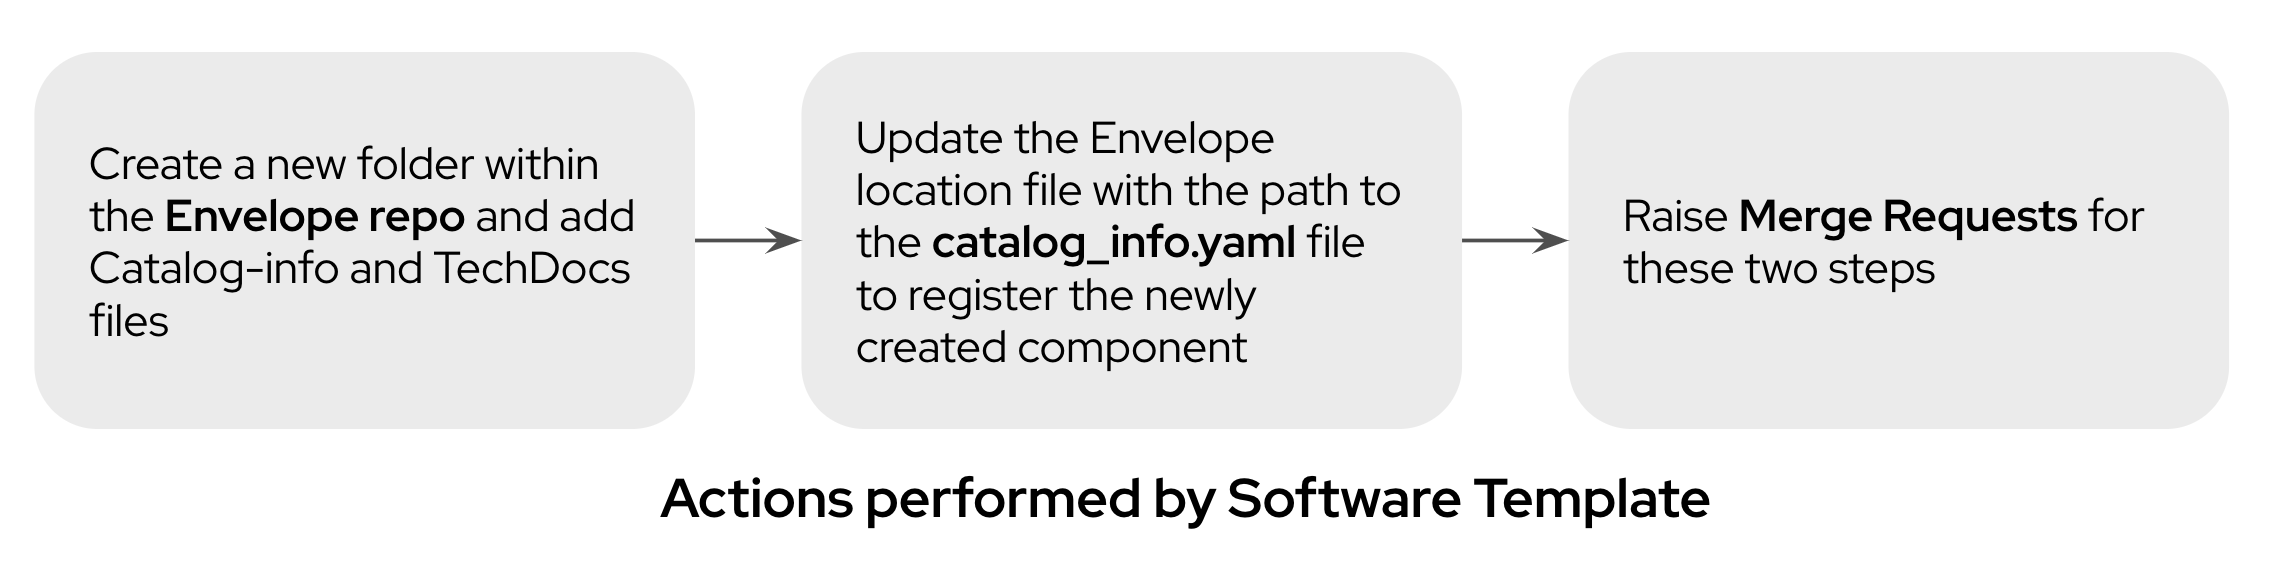 Create a new folder within
the Envelope repo and add
Catalog-info and TechDocs
files
Update the Envelope
location file with the path to
the catalog_info.yaml file
to register the newly
created component
Raise Merge Requests for
these two steps
Actions performed by Software Template